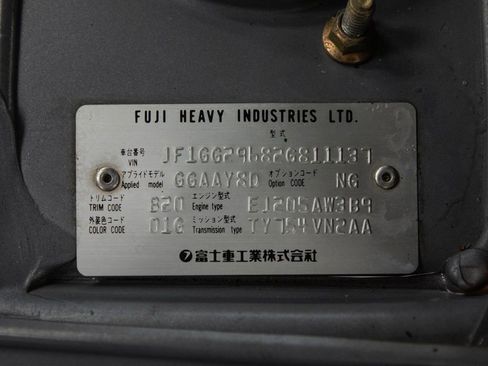 FUJI HEAVY INDUSTRIES LTD.
型式
車台番号
VIN JF1GG29682G811137
アプライドモデル オプションコード
Applied model GGAAY8D Option CODE NG
トリムコード エンジン型式
TRIM CODE 820 Engine type EJ205AW3B9
外装色コード ミッション型式
COLOR CODE 01G Transmission type TY754VN2AA
富士重工業株式会社